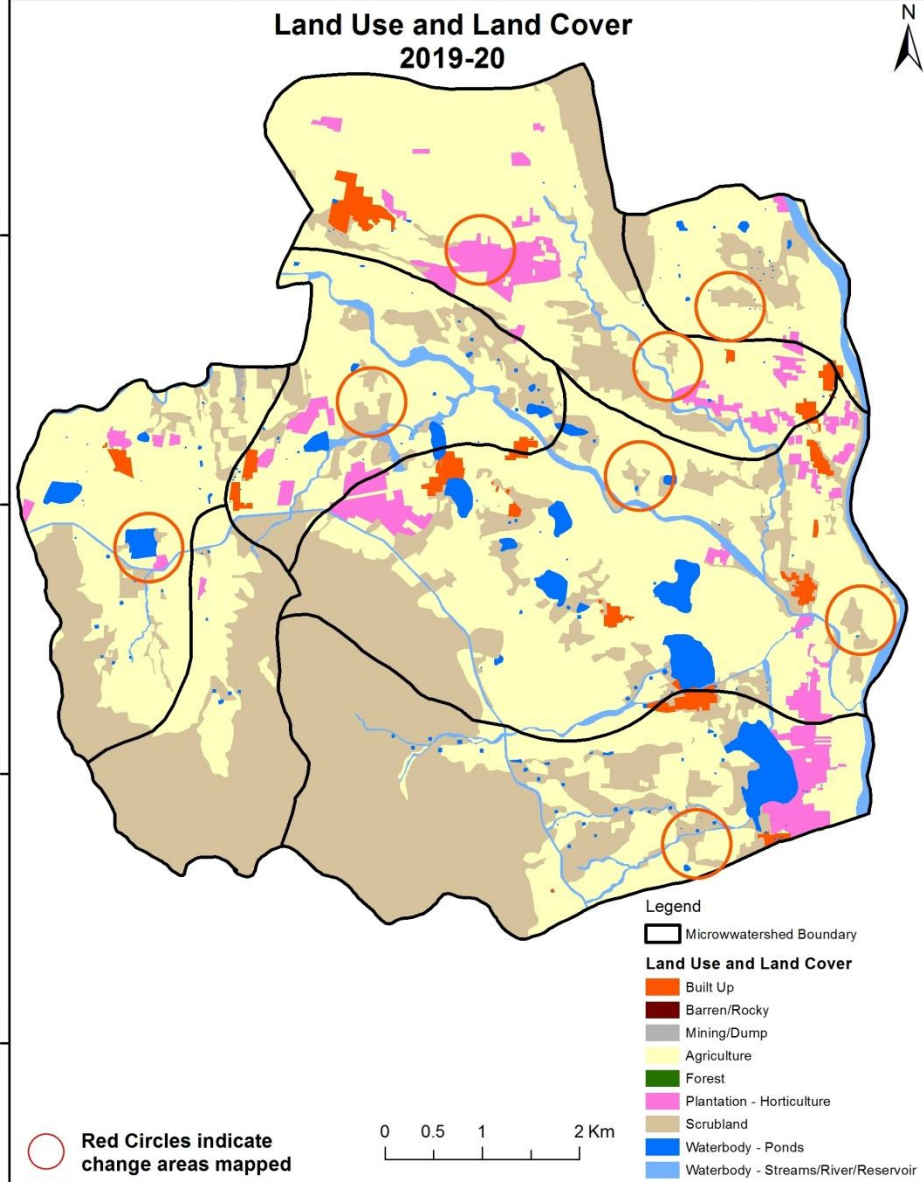 Land Use and Land Cover
2019-20
N
Legend
Microwwatershed Boundary
Land Use and Land Cover
Built Up
Barren/Rocky
Mining/Dump
Agriculture
Forest
Plantation - Horticulture
Scrubland
Waterbody - Ponds
Waterbody - Streams/River/Reservoir
Red Circles indicate
change areas mapped
0 0.5 1 2 Km